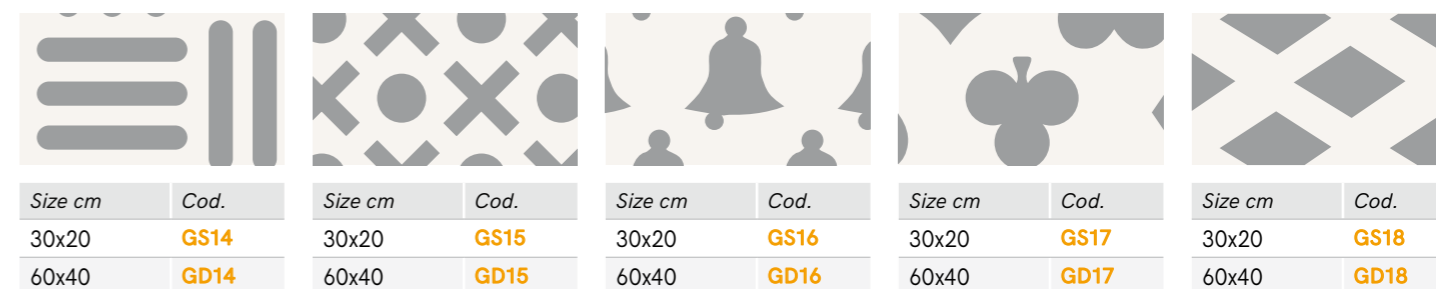 Size cm Cod.
30x20 GS14
60x40 GD14
Size cm Cod.
30x20 GS15
60x40 GD15
Size cm Cod.
30x20 GS16
60x40 GD16
Size cm Cod.
30x20 GS17
60x40 GD17
Size cm Cod.
30x20 GS18
60x40 GD18